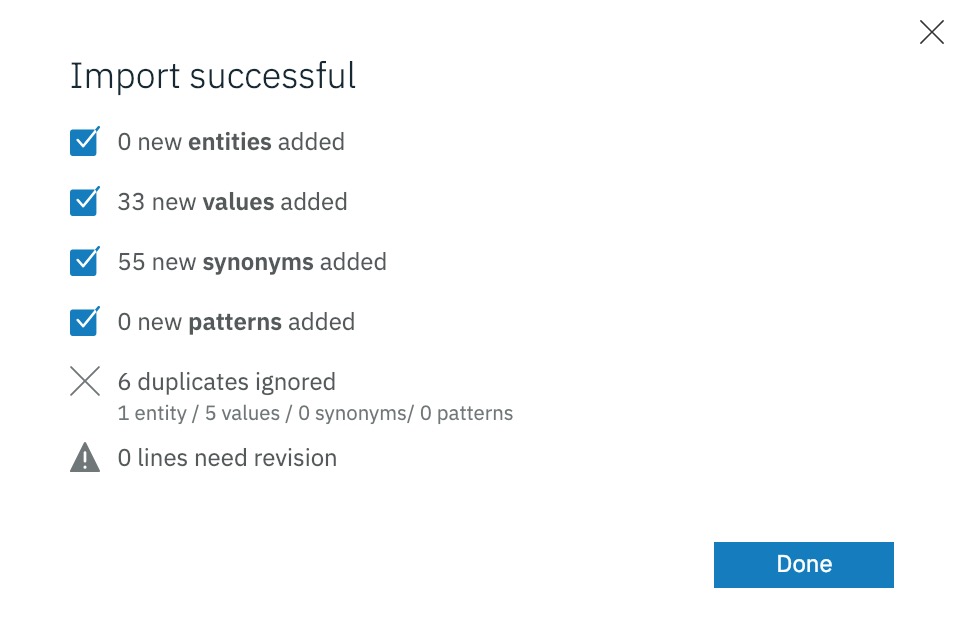 Import successful
0 new entities added
33 new values added
55 new synonyms added
0 new patterns added
6 duplicates ignored
1 entity / 5 values / 0 synonyms/ 0 patterns
0 lines need revision
Done